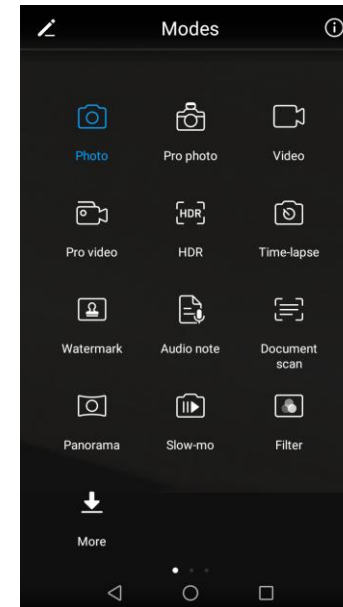 Modes
Photo
Pro photo
Video
Pro video
HDR
HDR
Time-lapse
Watermark
Audio note
Document
scan
Panorama
Slow-mo
Filter
More